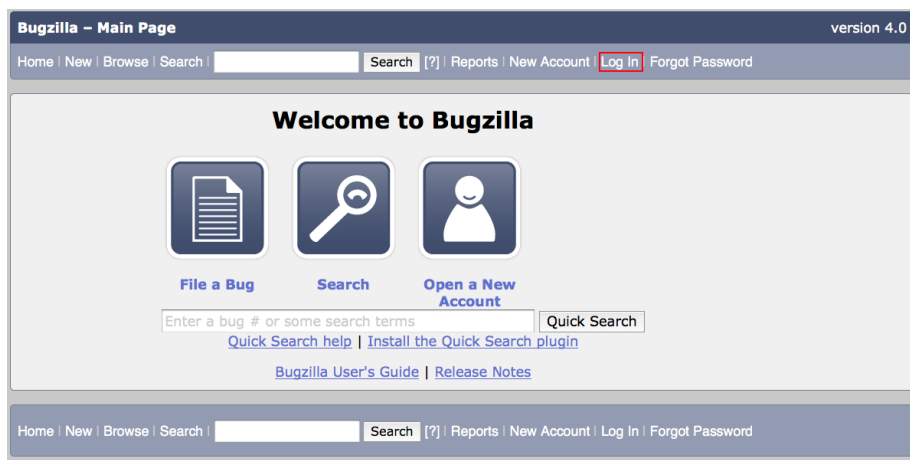 Bugzilla – Main Page version 4.0
Home | New | Browse | Search | Search [?] | Reports | New Account | Log In | Forgot Password
Welcome to Bugzilla
File a Bug Search Open a New
Account
Enter a bug # or some search terms Quick Search
Quick Search help | Install the Quick Search plugin
Bugzilla User's Guide | Release Notes
Home | New | Browse | Search | Search [?] | Reports | New Account | Log In | Forgot Password